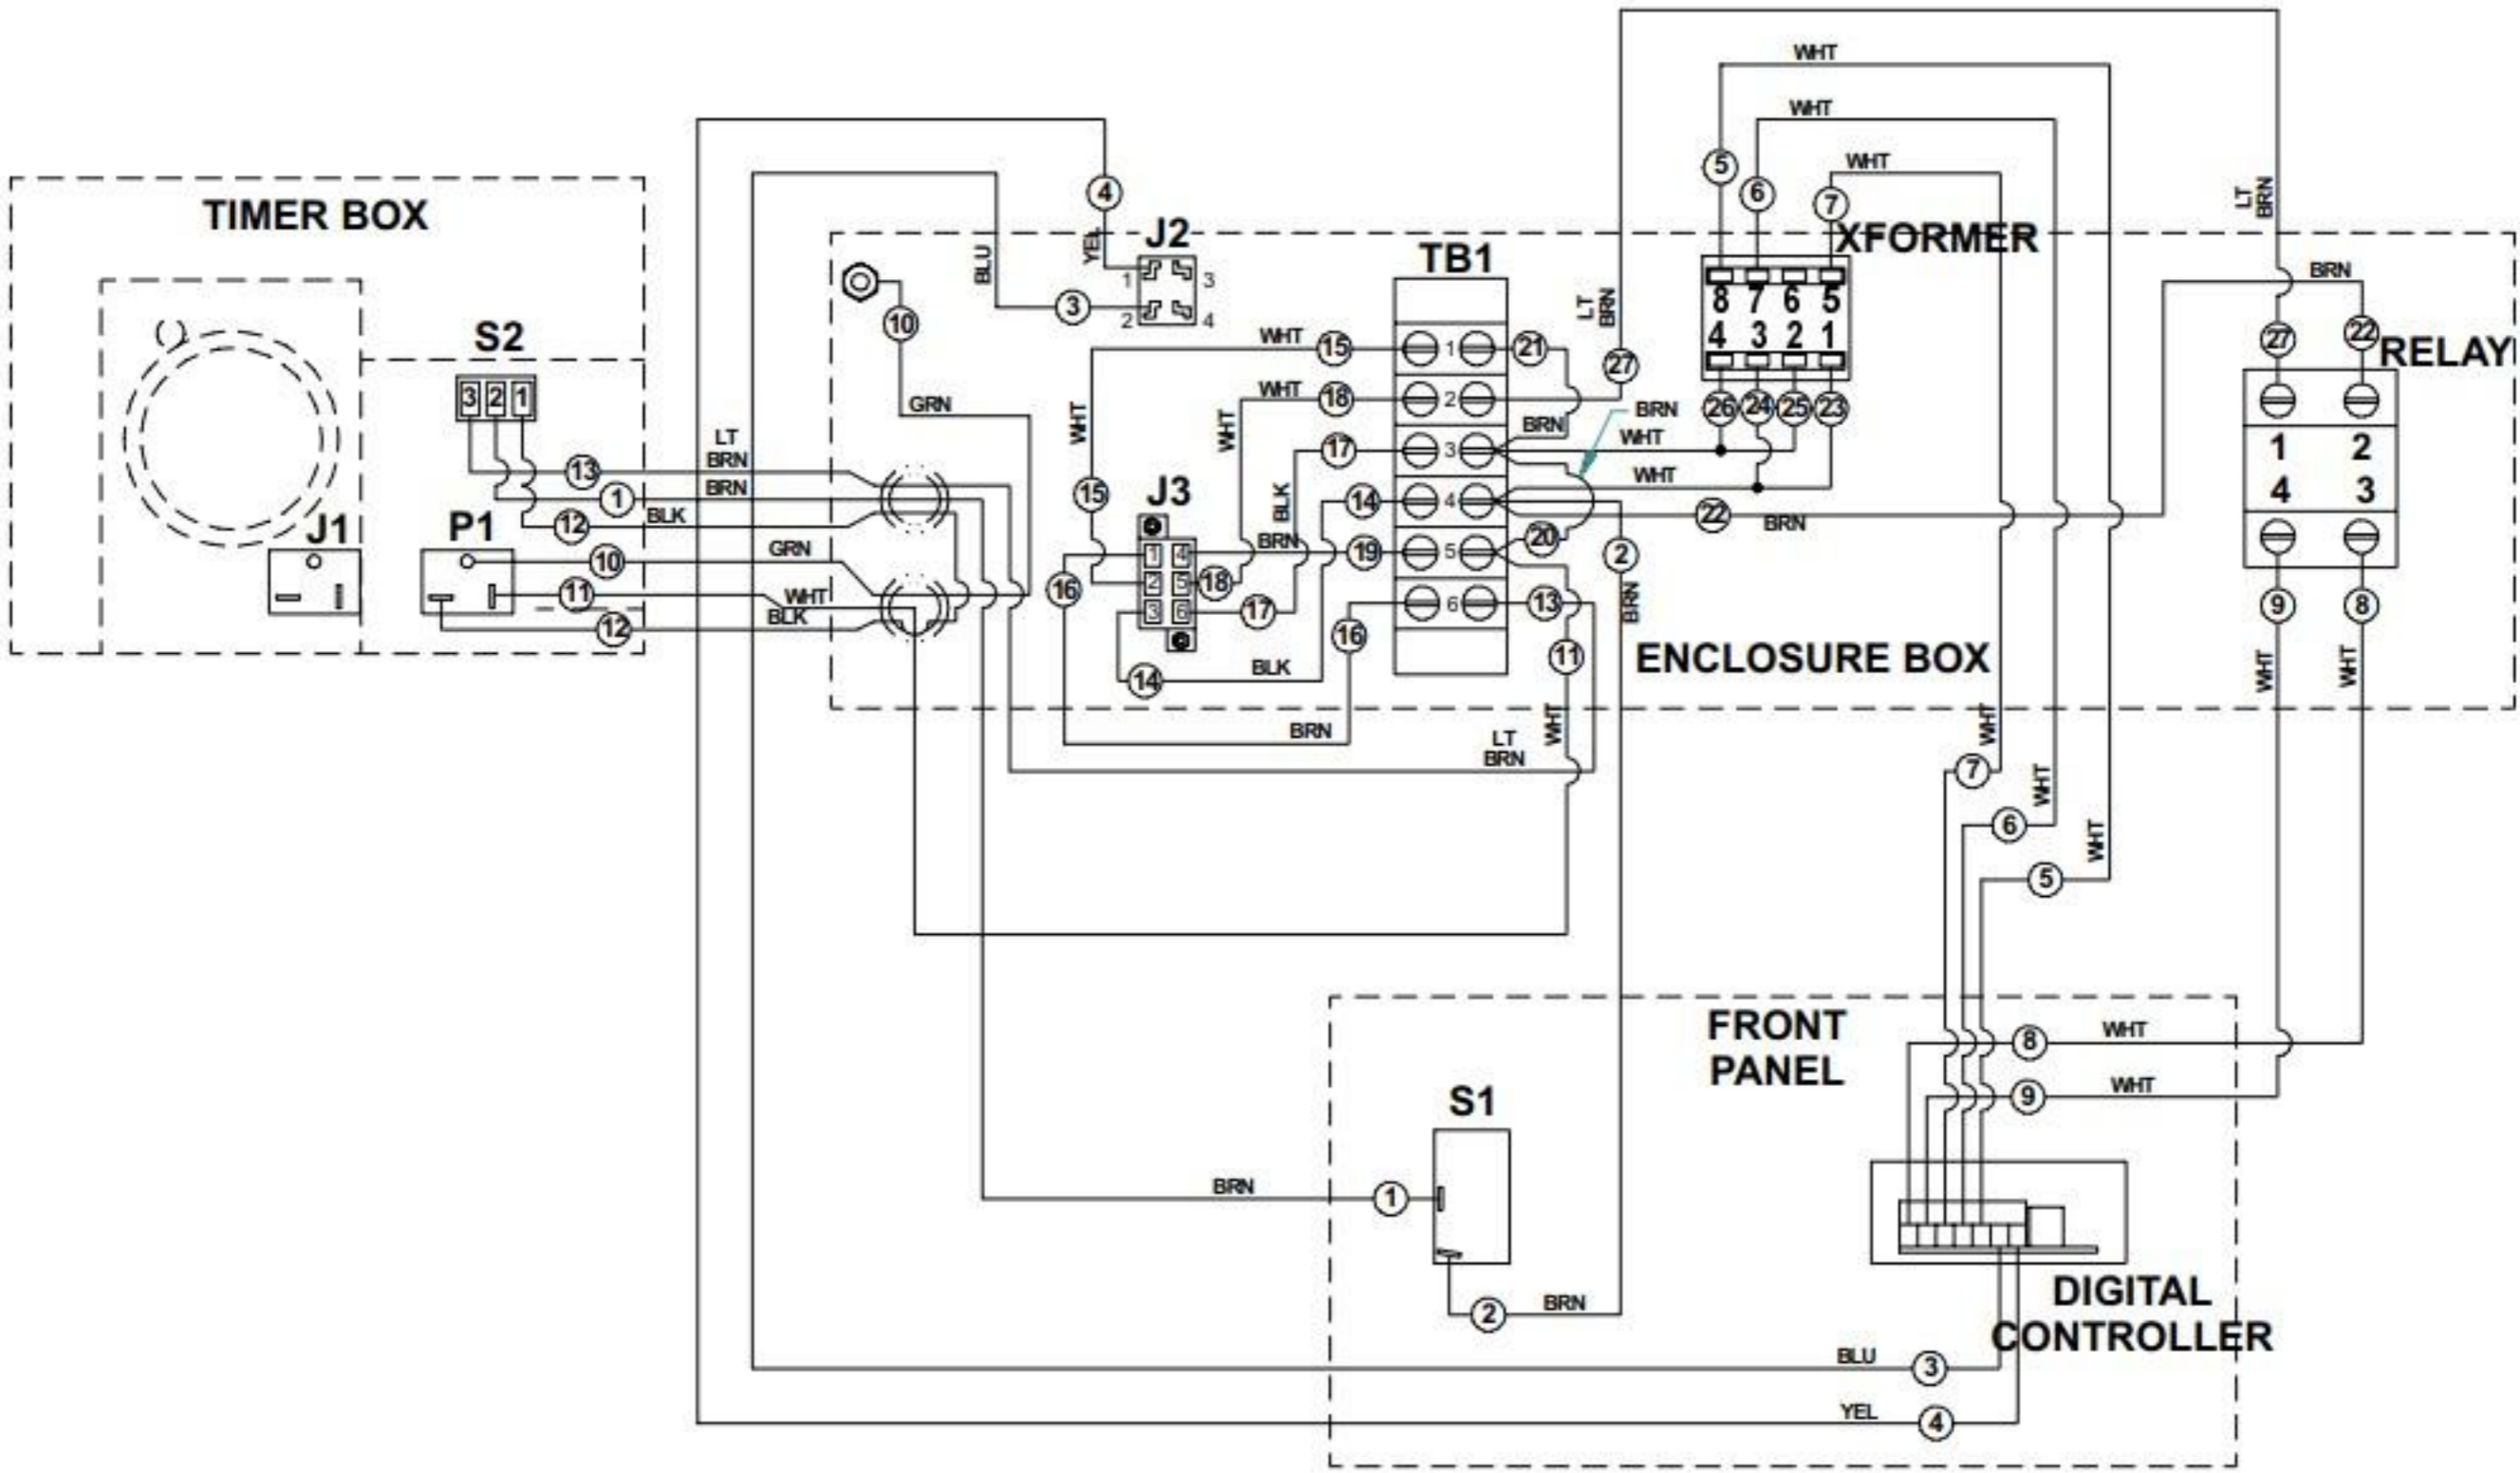 WHT
WHT
5
6
WHT
7
4
LT
BRN
TIMER BOX
BLU
YEL
J2
TB1
XFORMER
1
3
2
4
3
10
LT
BRN
BRN
8 7 6 5
4 3 2 1
27
22
RELAY
S2
3 2 1
WHT
15
1
21
27
WHT
18
2
26
24
25
23
BRN
GRN
WHT
WHT
LT
BRN
17
3
BRN
WHT
1 2
4 3
13
BRN
1
BLK
12
15
J3
BLK
14
4
WHT
22
BRN
J1
P1
GRN
10
1 4
2 5
3 6
BRN
19
5
20
2
BRN
11
WHT
BLK
12
16
18
17
6
13
9
8
16
11
ENCLOSURE BOX
WHT
WHT
14
BLK
BRN
LT
BRN
WHT
WHT
7
WHT
6
WHT
5
FRONT
PANEL
8
WHT
9
WHT
S1
BRN
1
2
BRN
DIGITAL
CONTROLLER
BLU
3
YEL
4